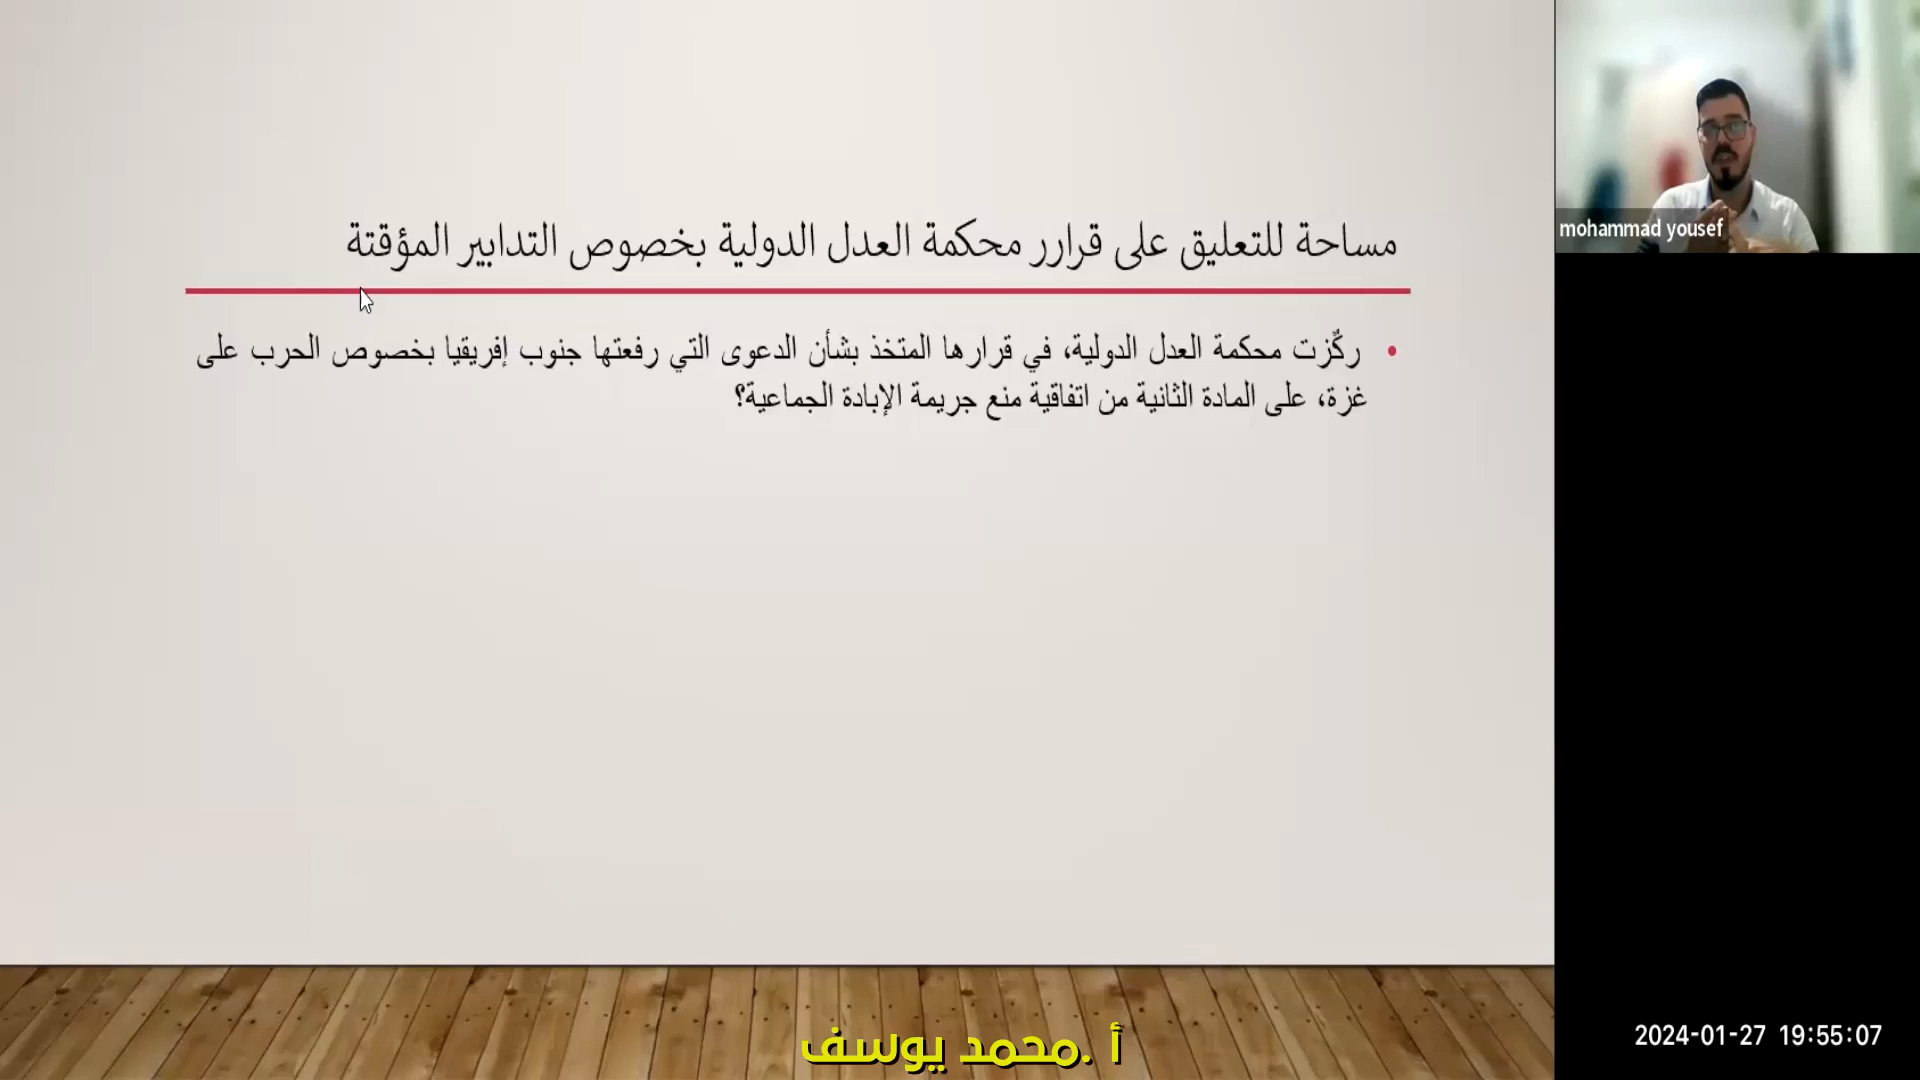 مساحة للتعليق على قرارر محكمة العدل الدولية بخصوص التدابير المؤقتة
• ركّزت محكمة العدل الدولية، في قرارها المتخذ بشأن الدعوى التي رفعتها جنوب إفريقيا بخصوص الحرب على
غزة، على المادة الثانية من اتفاقية منع جريمة الإبادة الجماعية؟
mohammad yousef
أ .محمد يوسف
2024-01-27 19:55:07